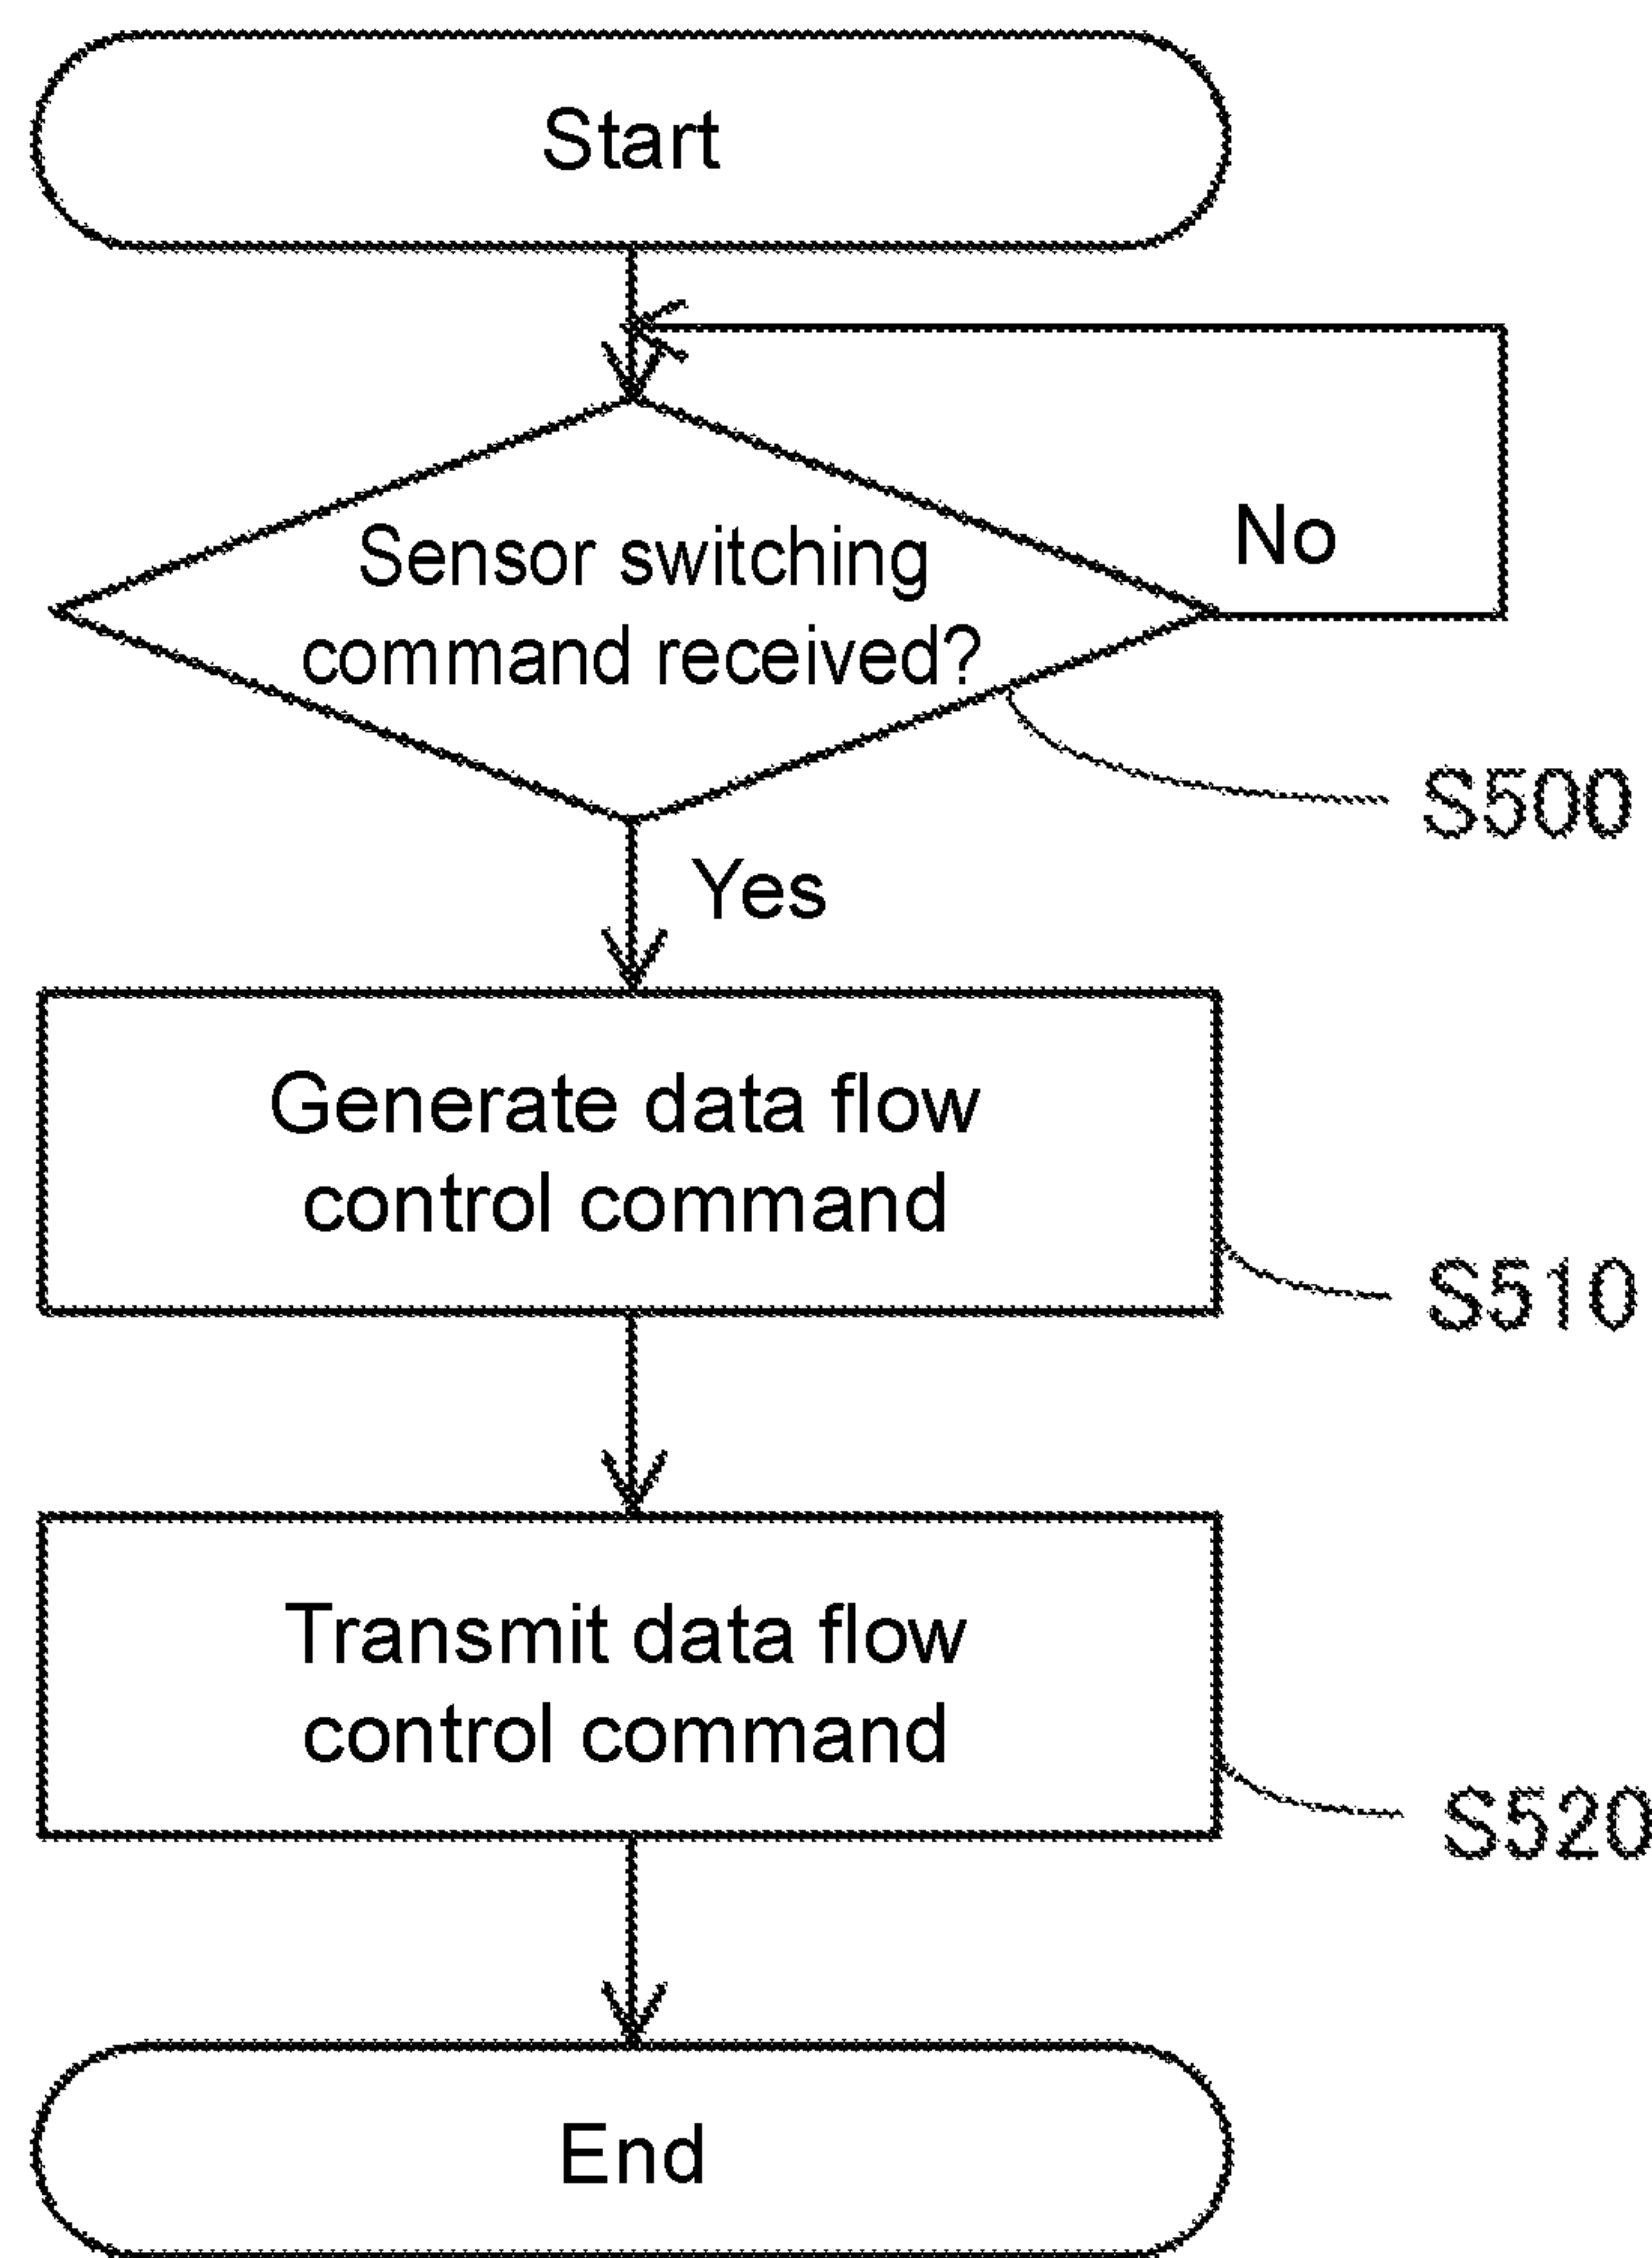 Start
Sensor switching
command received?
No
S500
Yes
Generate data flow
control command
S510
Transmit data flow
control command
S520
End